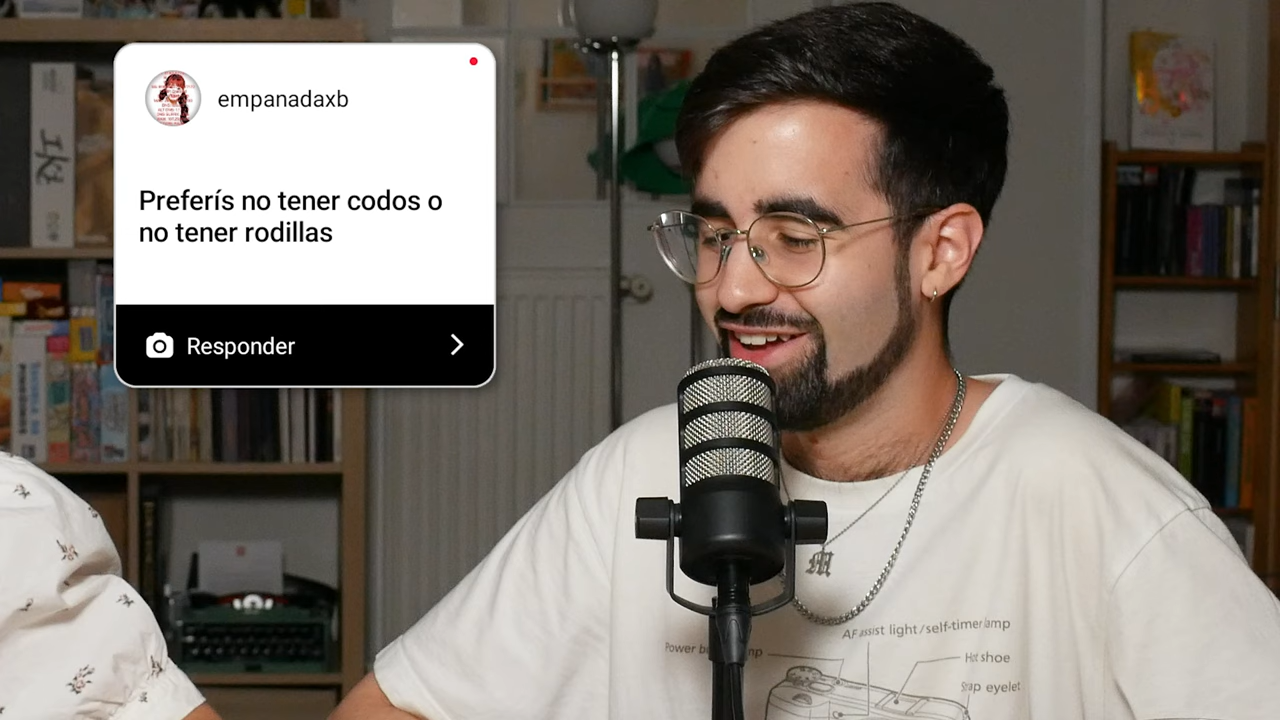 empanadaxb
Preferís no tener codos o
no tener rodillas
Responder
AF assist light/self-timer lamp
Hot shoe
Strap eyelet